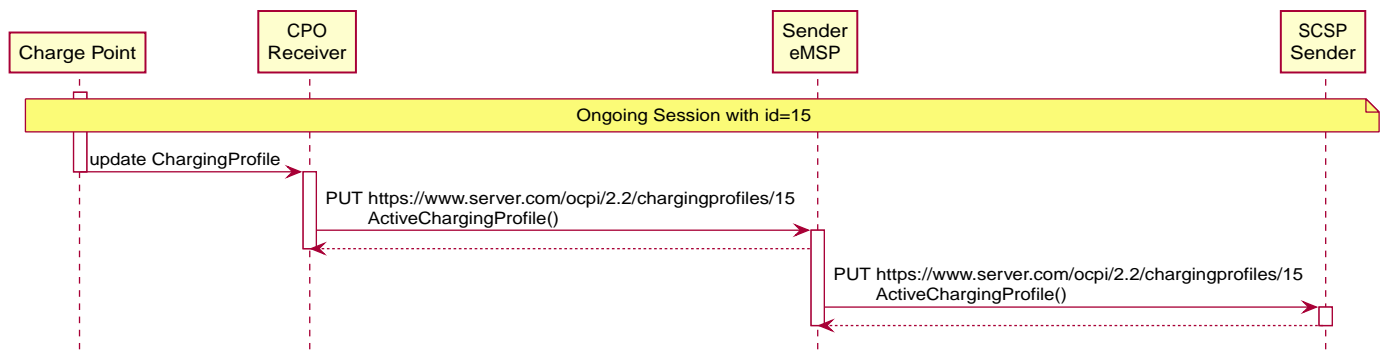 Charge Point
CPO
Receiver
Sender
eMSP
SCSP
Sender
Ongoing Session with id=15
update ChargingProfile
PUT https://www.server.com/ocpi/2.2/chargingprofiles/15
ActiveChargingProfile()
PUT https://www.server.com/ocpi/2.2/chargingprofiles/15
ActiveChargingProfile()